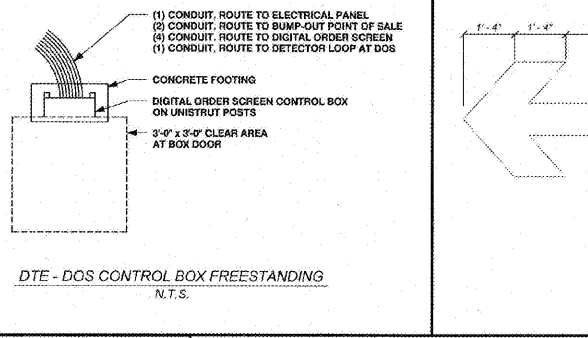 (1) CONDUIT, ROUTE TO ELECTRICAL PANEL
(2) CONDUIT, ROUTE TO BUMP-OUT POINT OF SALE
(4) CONDUIT, ROUTE TO DIGITAL ORDER SCREEN
(1) CONDUIT, ROUTE TO DETECTOR LOOP AT DOS
CONCRETE FOOTING
DIGITAL ORDER SCREEN CONTROL BOX
ON UNISTRUT POSTS
3'-0" x 3'-0" CLEAR AREA
AT BOX DOOR
DTE - DOS CONTROL BOX FREESTANDING
N.T.S.
1'-4" 1'-4"